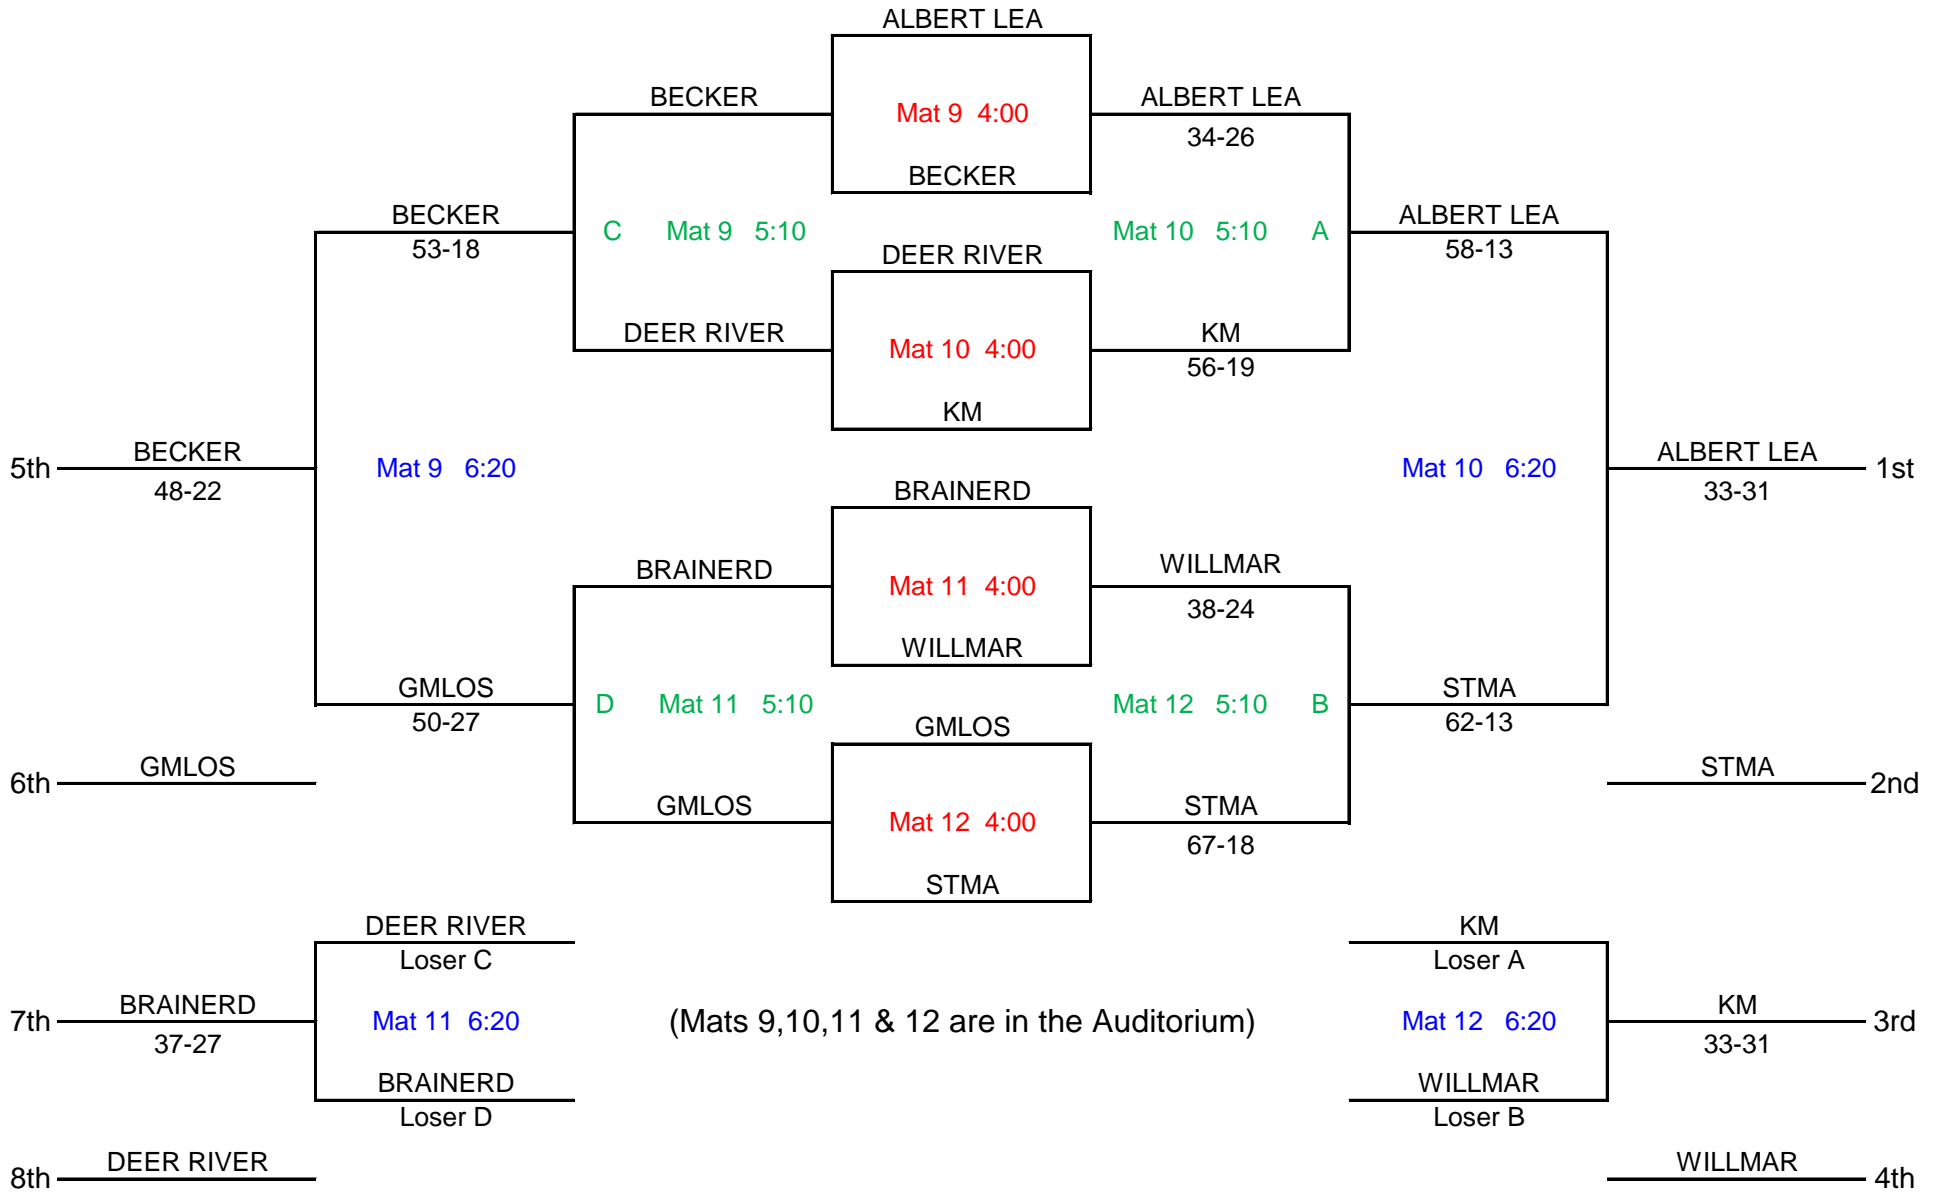 ALBERT LEA
BECKER
Mat 9 4:00
ALBERT LEA
34-26
BECKER
BECKER
53-18
C Mat 9 5:10
Mat 10 5:10 A
ALBERT LEA
58-13
DEER RIVER
DEER RIVER
Mat 10 4:00
KM
56-19
KM
5th
BECKER
48-22
Mat 9 6:20
Mat 10 6:20
ALBERT LEA
33-31
1st
BRAINERD
BRAINERD
Mat 11 4:00
WILLMAR
38-24
WILLMAR
GMLOS
50-27
D Mat 11 5:10
Mat 12 5:10 B
STMA
62-13
GMLOS
6th
GMLOS
STMA
2nd
GMLOS
Mat 12 4:00
STMA
67-18
STMA
DEER RIVER
Loser C
KM
Loser A
7th
BRAINERD
37-27
Mat 11 6:20
(Mats 9,10,11 & 12 are in the Auditorium)
Mat 12 6:20
KM
33-31
3rd
BRAINERD
Loser D
WILLMAR
Loser B
8th
DEER RIVER
WILLMAR
4th